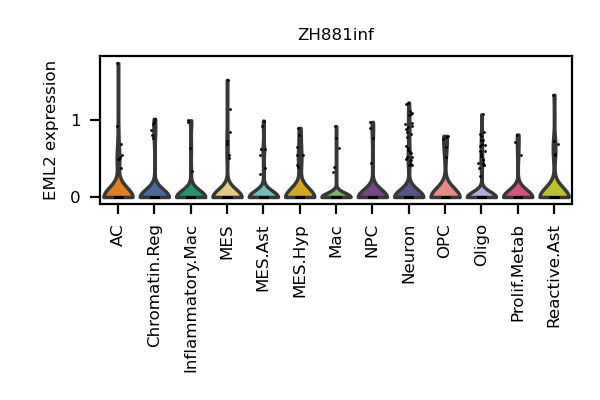 ZH881inf
EML2 expression
1
0
AC
Chromatin.Reg
Inflammatory.Mac
MES
MES.Ast
MES.Hyp
Mac
NPC
Neuron
OPC
Oligo
Prolif.Metab
Reactive.Ast